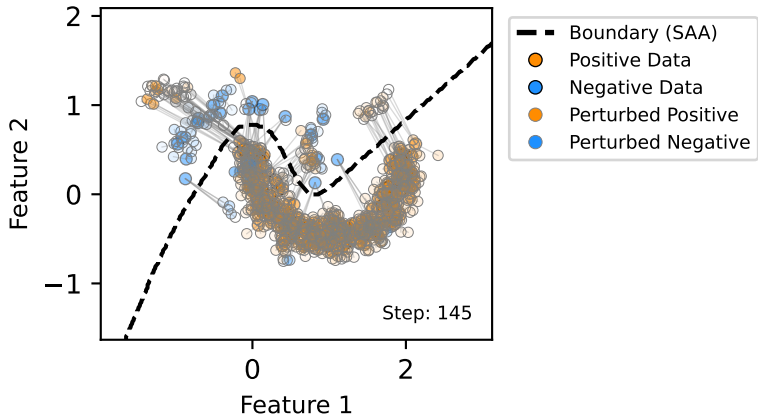 2
1
0
−1
0
2
Feature 2
Feature 1
Step: 145
Boundary (SAA)
Positive Data
Negative Data
Perturbed Positive
Perturbed Negative